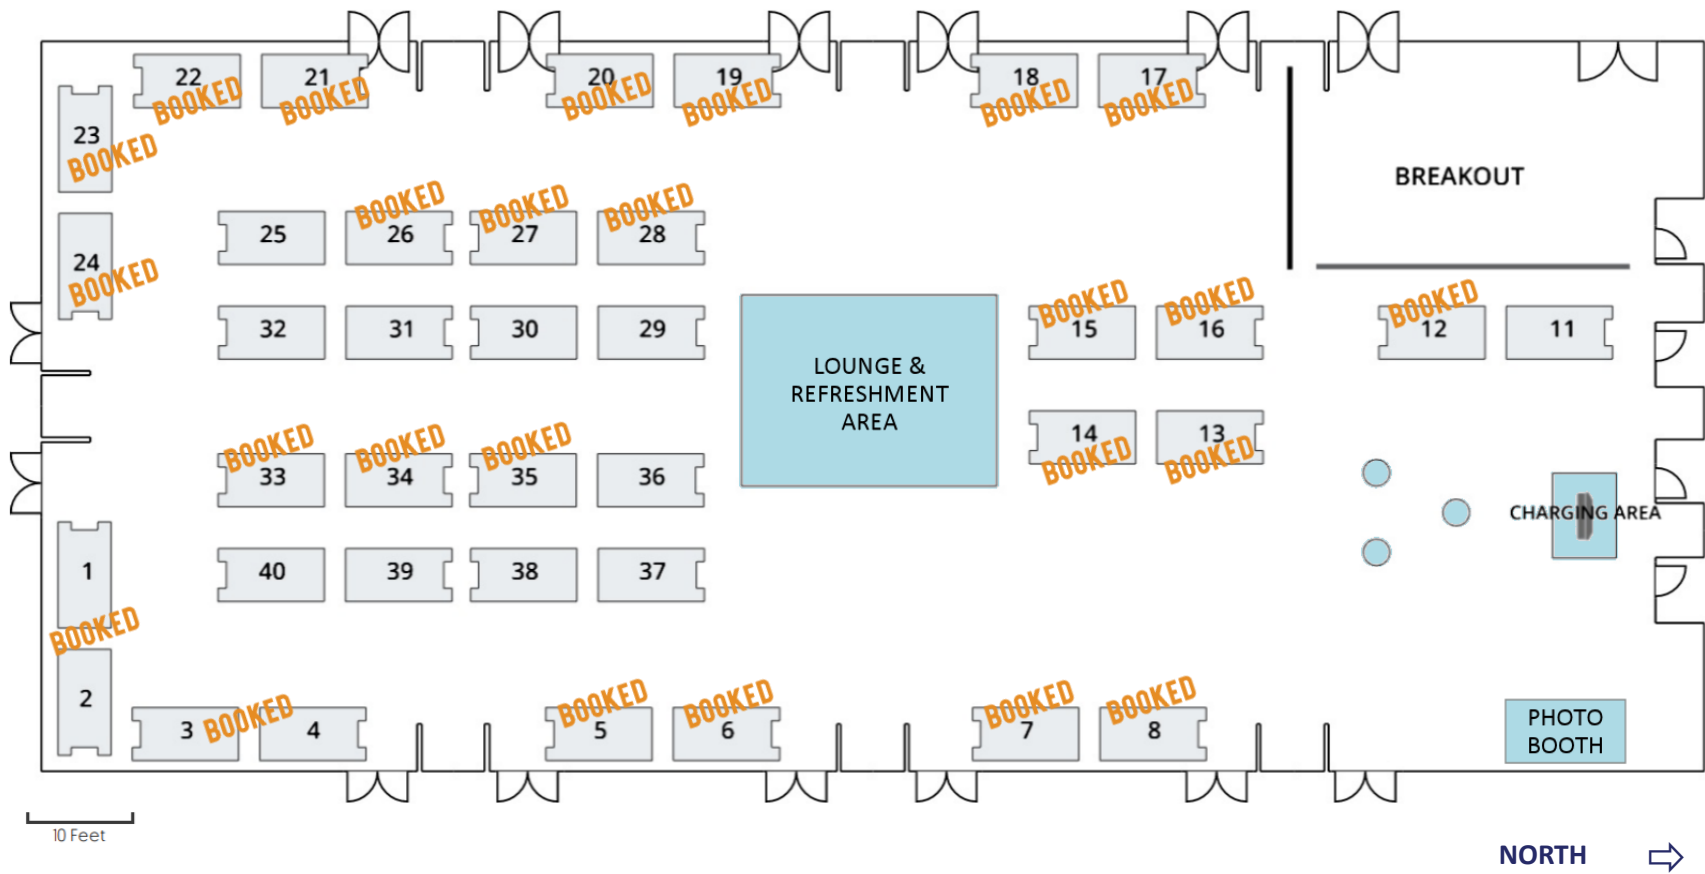 22
21
20
19
18
17
BOOKED
BOOKED
BOOKED
BOOKED
BOOKED
BOOKED
23
BOOKED
BREAKOUT
BOOKED
BOOKED
BOOKED
25
26
27
28
24
BOOKED
BOOKED
BOOKED
BOOKED
32
31
30
29
15
16
12
11
LOUNGE &
REFRESHMENT
AREA
BOOKED
BOOKED
BOOKED
14
13
BOOKED
BOOKED
33
34
35
36
CHARGING AREA
1
40
39
38
37
BOOKED
2
BOOKED
BOOKED
BOOKED
BOOKED
BOOKED
3
4
5
6
7
8
PHOTO
BOOTH
10 Feet
NORTH